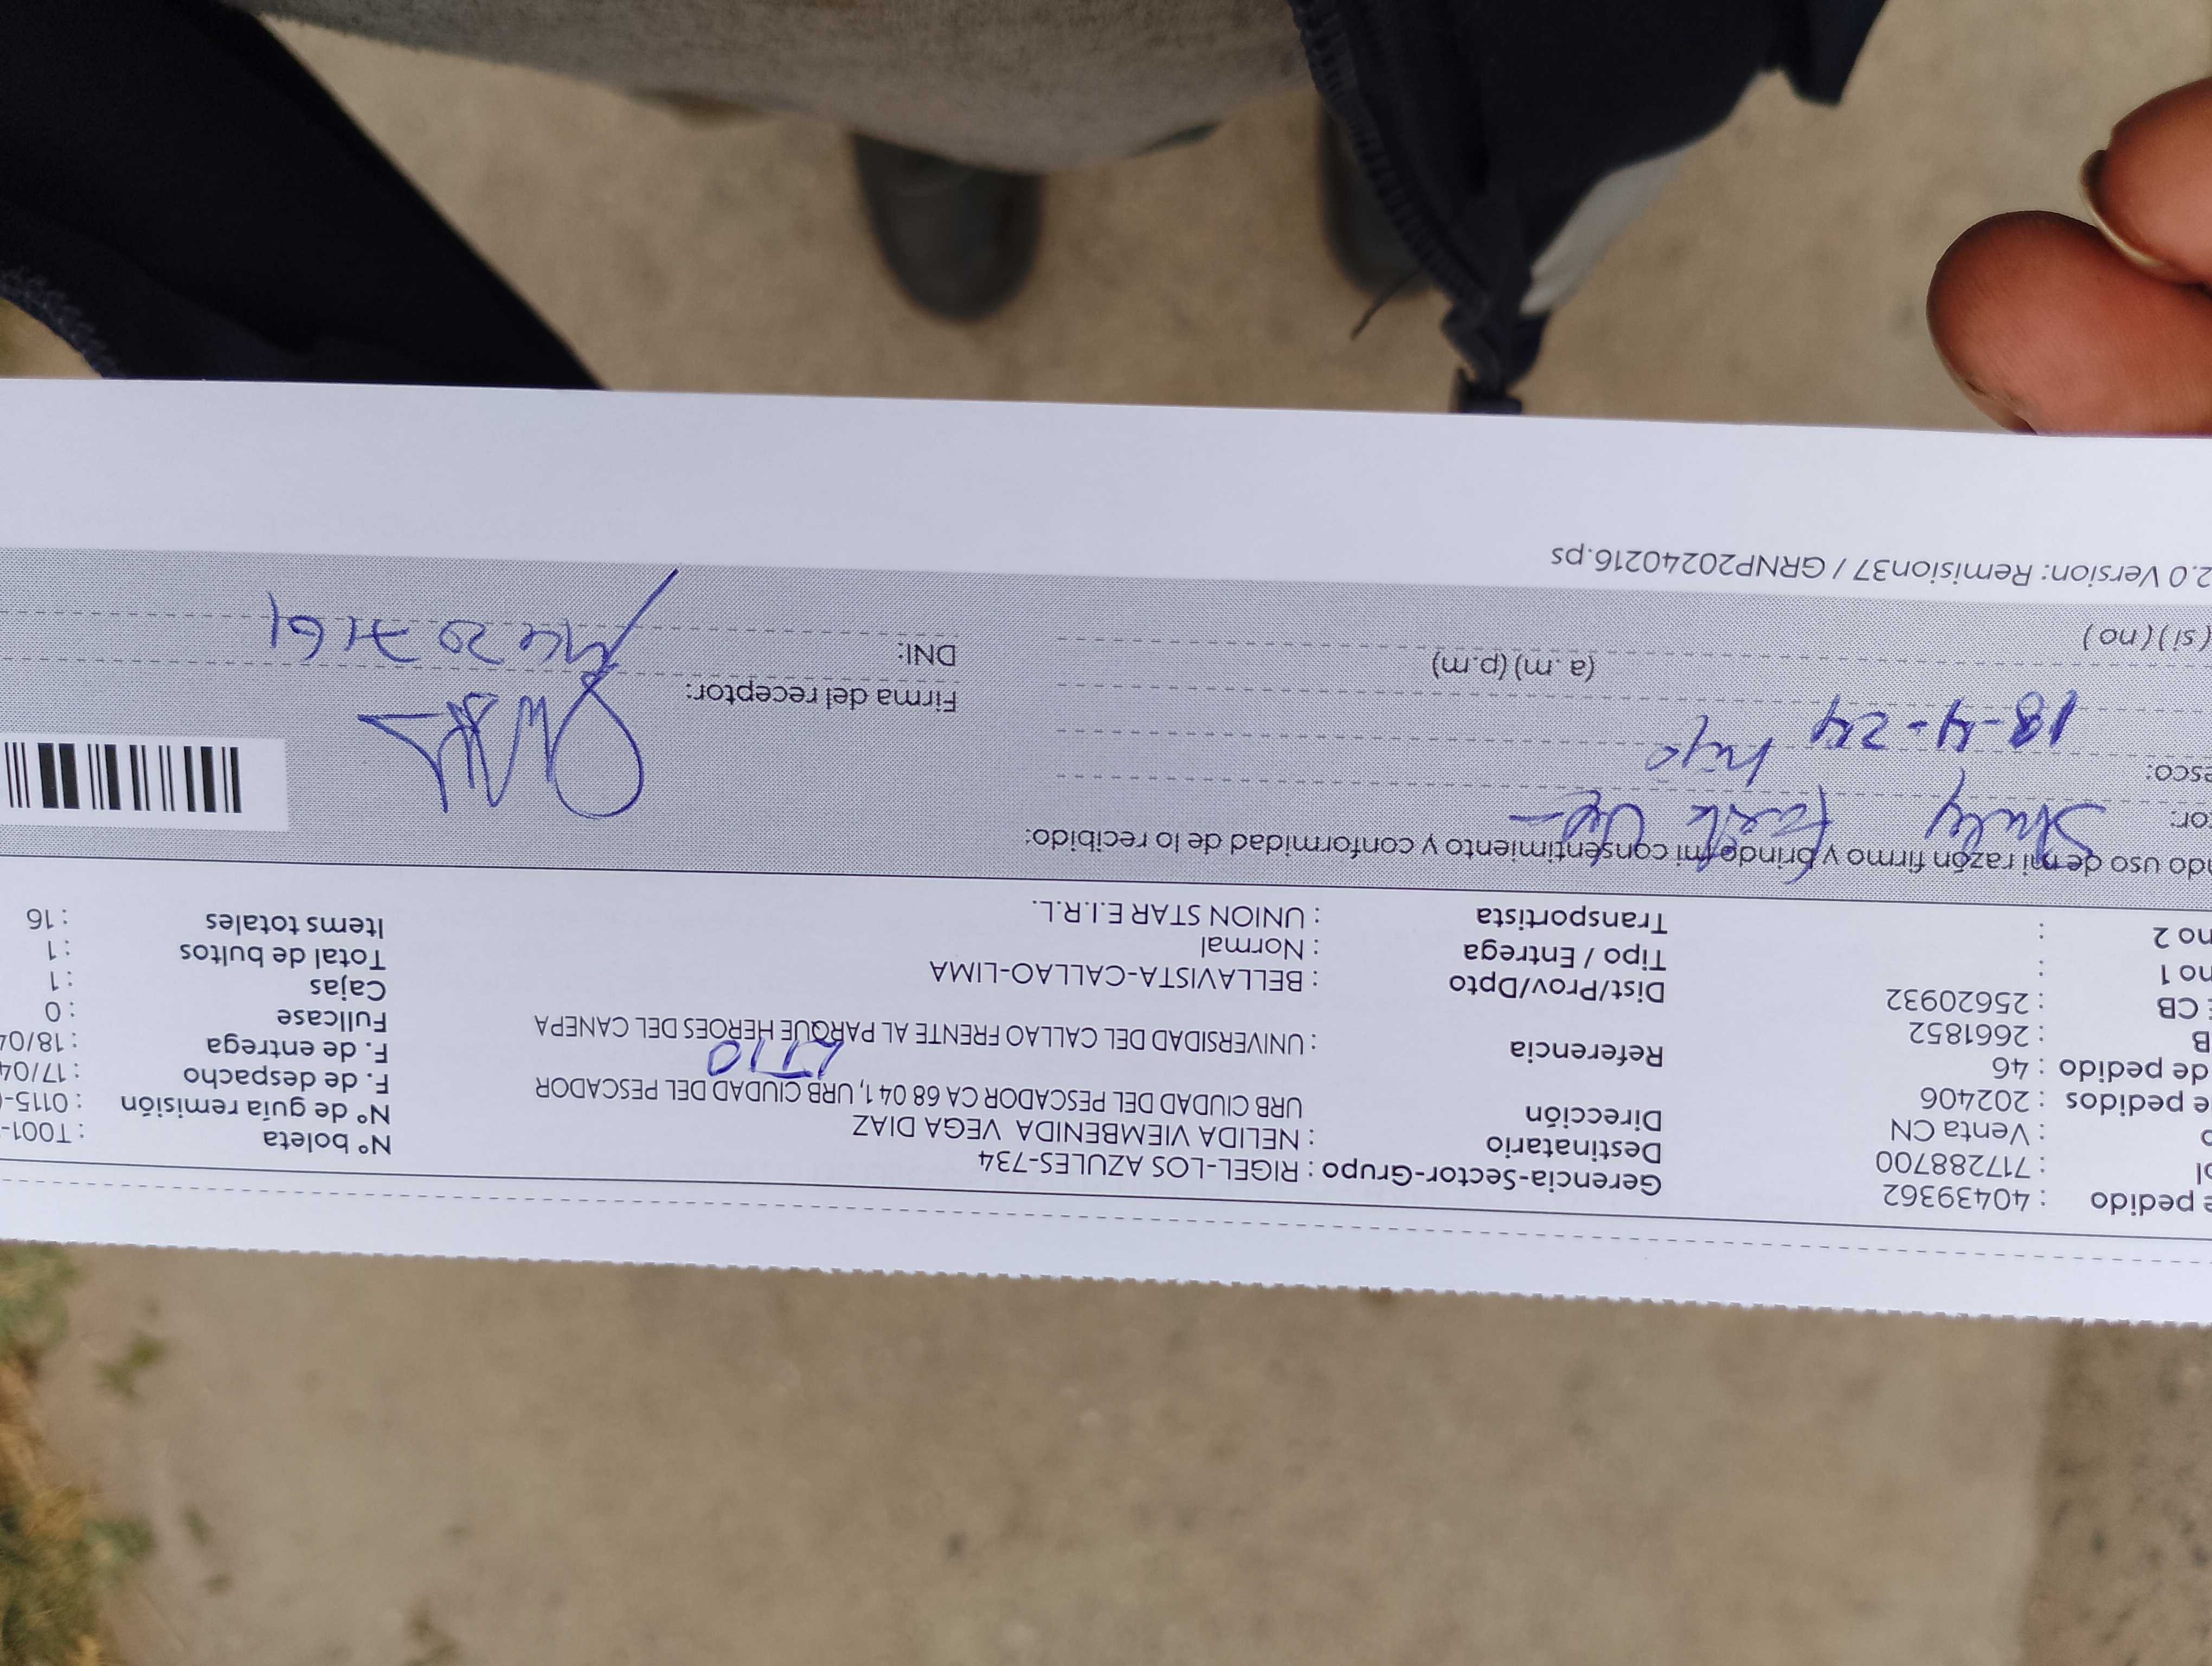 e pedido : 40439362
ol : 717288700
o : Venta CN
e pedidos : 202406
de pedido : 46
B : 2661852
E CB : 25620932
no 1 :
no 2 :
Gerencia-Sector-Grupo : RIGEL-LOS AZULES-734
Destinatario : NELIDA VIEMBENIDA VEGA DIAZ
Dirección URB CIUDAD DEL PESCADOR CA 68 04 1, URB CIUDAD DEL PESCADOR
LT10
Referencia : UNIVERSIDAD DEL CALLAO FRENTE AL PARQUE HEROES DEL CANEPA
Dist/Prov/Dpto : BELLAVISTA-CALLAO-LIMA
Tipo / Entrega : Normal
Transportista : UNION STAR E.I.R.L.
N° boleta : T001-
N° de guía remisión : 0115-
F. de despacho : 17/04
F. de entrega : 18/04
Fullcase : 0
Cajas : 1
Total de bultos : 1
Items totales : 16
ndo uso de mi razón firmo y brindo mi consentimiento y conformidad de lo recibido:
tor:
esco: hijo
18-4-24
(a.m) (p.m)
(si) (no)
Firma del receptor:
DNI:
2.0 Version: Remision37 / GRNP20240216.ps